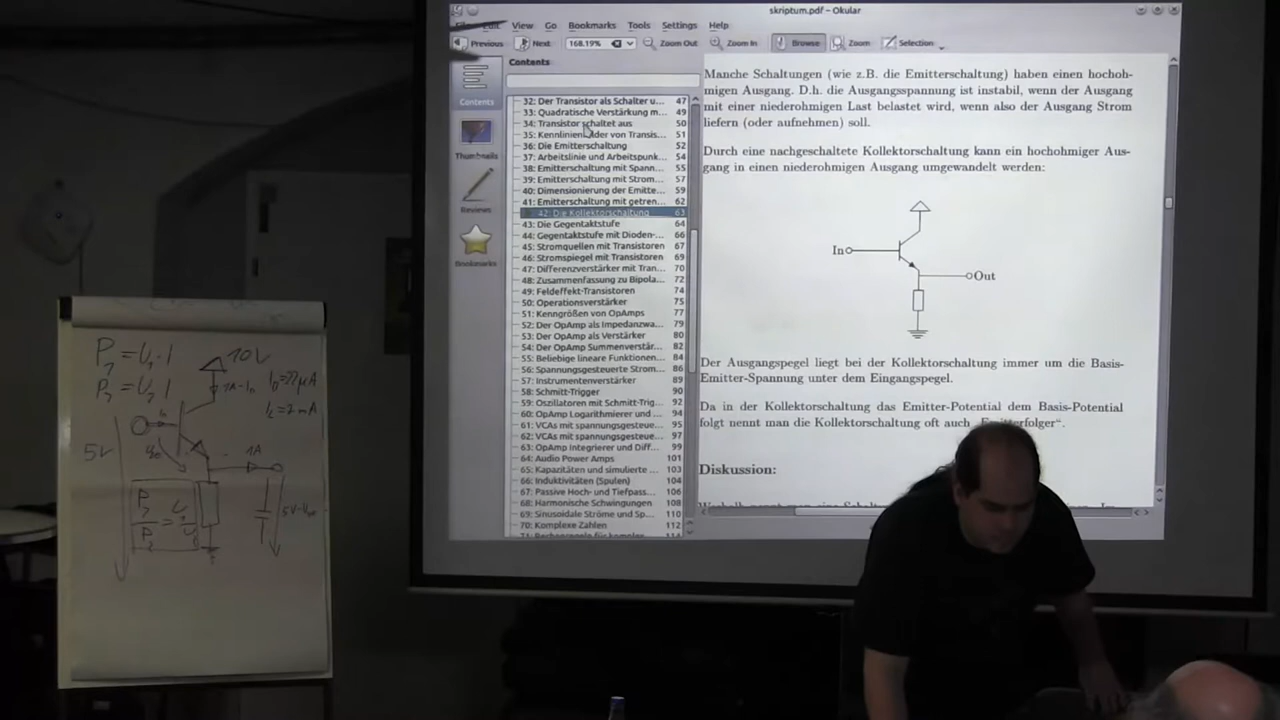 skriptum.pdf - Okular
View Go Bookmarks Tools Settings Help
Previous Next 168.19% Zoom Out Zoom In Browse Zoom Selection
Contents
Contents
Thumbnails
Reviews
Bookmarks
32: Der Transistor als Schalter u... 47
33: Quadratische Verstärkung m... 49
34: Transistor schaltet aus 50
35: Kennlinienfelder von Transis... 51
36: Die Emitterschaltung 52
37: Arbeitslinie und Arbeitspunk... 54
38: Emitterschaltung mit Spann... 55
39: Emitterschaltung mit Strom... 57
40: Dimensionierung der Emitte... 59
41: Emitterschaltung mit getren... 62
42: Die Kollektorschaltung 63
43: Die Gegentaktstufe 64
44: Gegentaktstufe mit Dioden-... 66
45: Stromquellen mit Transistoren 67
46: Stromspiegel mit Transistoren 69
47: Differenzverstärker mit Tran... 70
48: Zusammenfassung zu Bipola... 72
49: Feldeffekt-Transistoren 74
50: Operationsverstärker 75
51: Kenngrößen von OpAmps 77
52: Der OpAmp als Impedanzwa... 79
53: Der OpAmp als Verstärker 80
54: Der OpAmp Summenverstär... 82
55: Beliebige lineare Funktionen... 84
56: Spannungsgesteuerte Strom... 86
57: Instrumentenverstärker 89
58: Schmitt-Trigger 90
59: Oszillatoren mit Schmitt-Trig... 92
60: OpAmp Logarithmierer und ... 94
61: VCAs mit spannungsgesteue... 95
62: VCAs mit spannungsgesteue... 97
63: OpAmp Integrierer und Diff... 99
64: Audio Power Amps 101
65: Kapazitäten und simulierte ... 103
66: Induktivitäten (Spulen) 104
67: Passive Hoch- und Tiefpass... 106
68: Harmonische Schwingungen 108
69: Sinusoidale Ströme und Sp... 110
70: Komplexe Zahlen 112
Manche Schaltungen (wie z.B. die Emitterschaltung) haben einen hochoh-
migen Ausgang. D.h. die Ausgangsspannung ist instabil, wenn der Ausgang
mit einer niederohmigen Last belastet wird, wenn also der Ausgang Strom
liefern (oder aufnehmen) soll.
Durch eine nachgeschaltete Kollektorschaltung kann ein hochohmiger Aus-
gang in einen niederohmigen Ausgang umgewandelt werden:
In
Out
Der Ausgangspegel liegt bei der Kollektorschaltung immer um die Basis-
Emitter-Spannung unter dem Eingangspegel.
Da in der Kollektorschaltung das Emitter-Potential dem Basis-Potential
folgt nennt man die Kollektorschaltung oft auch „Emitterfolger“.
Diskussion:
10V
5V
1A